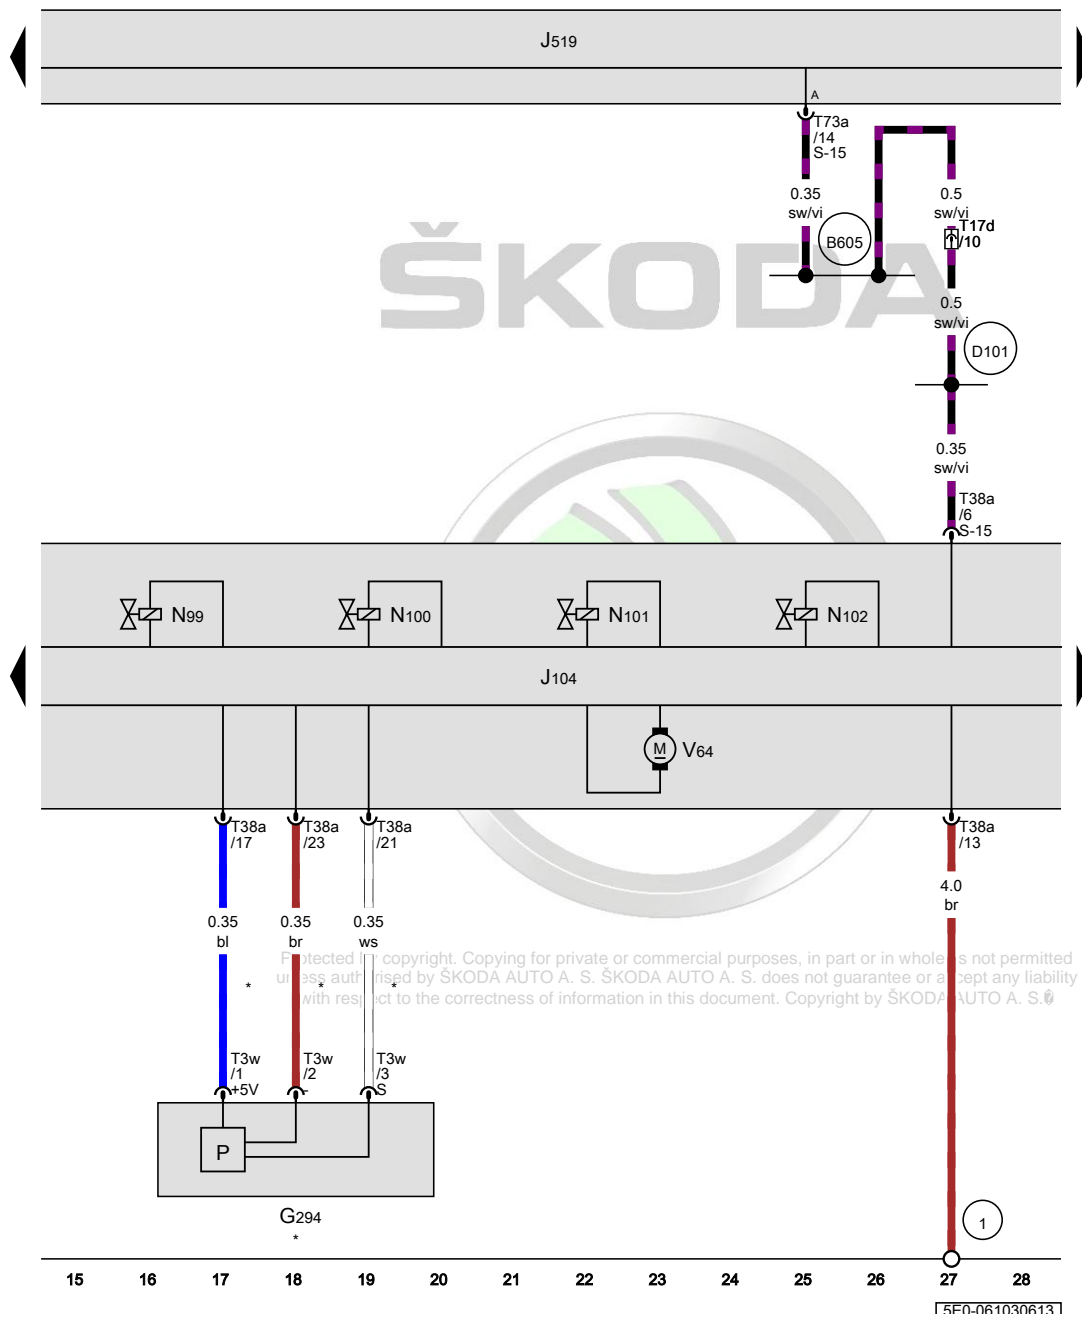 J519
A
T73a
/14
S-15
0.35
sw/vi
B605
0.5
sw/vi
T17d
/10
ŠKODA
0.5
sw/vi
D101
0.35
sw/vi
T38a
/6
S-15
N99
N100
N101
N102
J104
M
V64
T38a
/17
T38a
/23
T38a
/21
T38a
/13
0.35
bl
0.35
br
0.35
ws
4.0
br
Protected by copyright. Copying for private or commercial purposes, in part or in whole, is not permitted
unless authorised by ŠKODA AUTO A. S. ŠKODA AUTO A. S. does not guarantee or accept any liability
with respect to the correctness of information in this document. Copyright by ŠKODA AUTO A. S.�
* * *
T3w
/1
+5V
T3w
/2
-
T3w
/3
S
P
G294
*
1
15 16 17 18 19 20 21 22 23 24 25 26 27 28
5E0-061030613